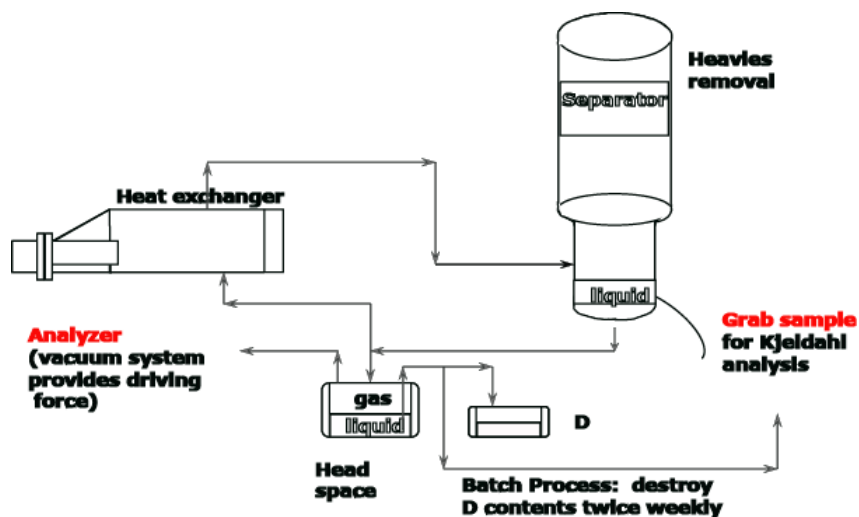 Heavies
removal
Separator
Heat exchanger
liquid
Analyzer
(vacuum system
provides driving
force)
Grab sample
for Kjeldahl
analysis
gas
liquid
D
Head
space
Batch Process: destroy
D contents twice weekly